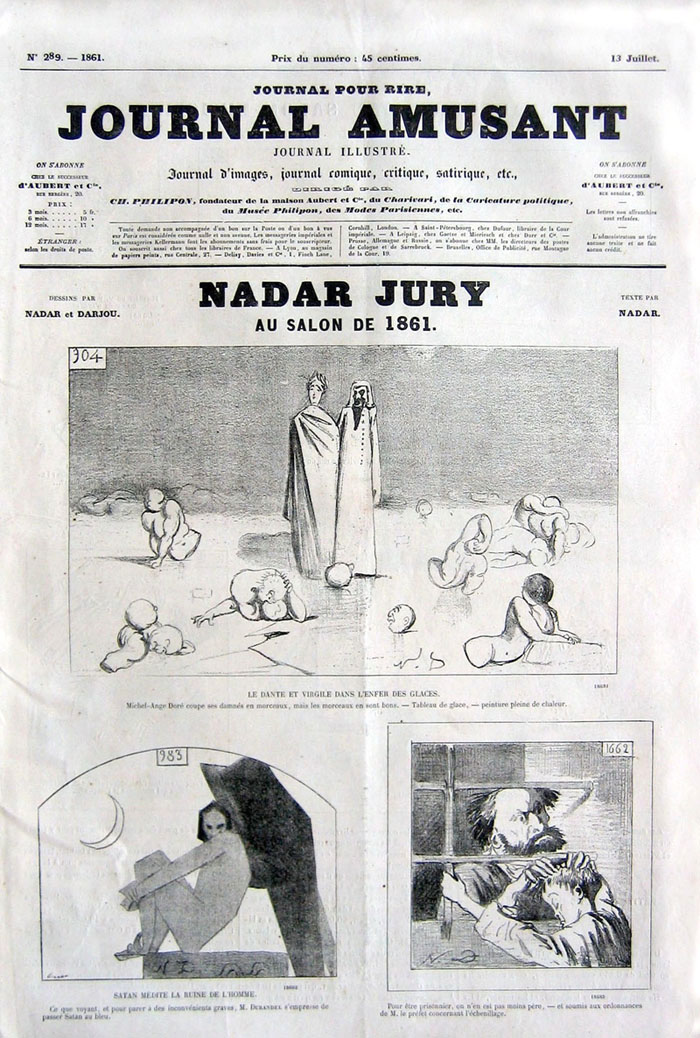 N° 289. — 1861.
Prix du numéro : 45 centimes.
13 Juillet.
JOURNAL POUR RIRE,
JOURNAL AMUSANT
JOURNAL ILLUSTRÉ.
Journal d'images, journal comique, critique, satirique, etc.,
DIRIGÉ PAR
CH. PHILIPON, fondateur de la maison Aubert et Cie, du Charivari, de la Caricature politique,
du Musée Philipon, des Modes Parisiennes, etc.
ON S'ABONNE
CHEZ LE SUCCESSEUR
d'AUBERT et Cie,
RUE BERGÈRE, 20.
PRIX :
3 mois. . . . . . 5 fr.
6 mois. . . . . . 10 »
12 mois. . . . . . 17 »
ÉTRANGER :
selon les droits de poste.
Toute demande non accompagnée d'un bon sur la Poste ou d'un bon à vue
sur Paris est considérée comme nulle et non avenue. Les messageries impériales et
les messageries Kellermann font les abonnements sans frais pour le souscripteur.
On souscrit aussi chez tous les libraires de France. — A Lyon, au magasin
de papiers peints, rue Centrale, 27. — Delizy, Davies et Cie, 1, Finch Lane,
Cornhill, London. — A Saint-Pétersbourg, chez Dufour, libraire de la Cour
impériale. — A Leipzig, chez Goetze et Mierisch et chez Durr et Cie. —
Prusse, Allemagne et Russie, on s'abonne chez MM. les directeurs des postes
de Cologne et de Sarrebruck. — Bruxelles, Office de Publicité, rue Montagne
de la Cour, 19.
ON S'ABONNE
CHEZ LE SUCCESSEUR
d'AUBERT et Cie,
RUE BERGÈRE, 20.
Les lettres non affranchies
sont refusées.
L'administration ne tire
aucune traite et ne fait
aucun crédit.
DESSINS PAR
NADAR et DARJOU.
NADAR JURY
AU SALON DE 1861.
TEXTE PAR
NADAR.
304
LE DANTE ET VIRGILE DANS L'ENFER DES GLACES.
Michel-Ange Doré coupe ses damnés en morceaux, mais les morceaux en sont bons. — Tableau de glace, — peinture pleine de chaleur.
983
SATAN MÉDITE LA RUINE DE L'HOMME.
Ce que voyant, et pour parer à des inconvénients graves, M. DURANDEL s'empresse de
passer Satan au bleu.
1662
Pour être prisonnier, on n'en est pas moins père, — et soumis aux ordonnances
de M. le préfet concernant l'échenillage.